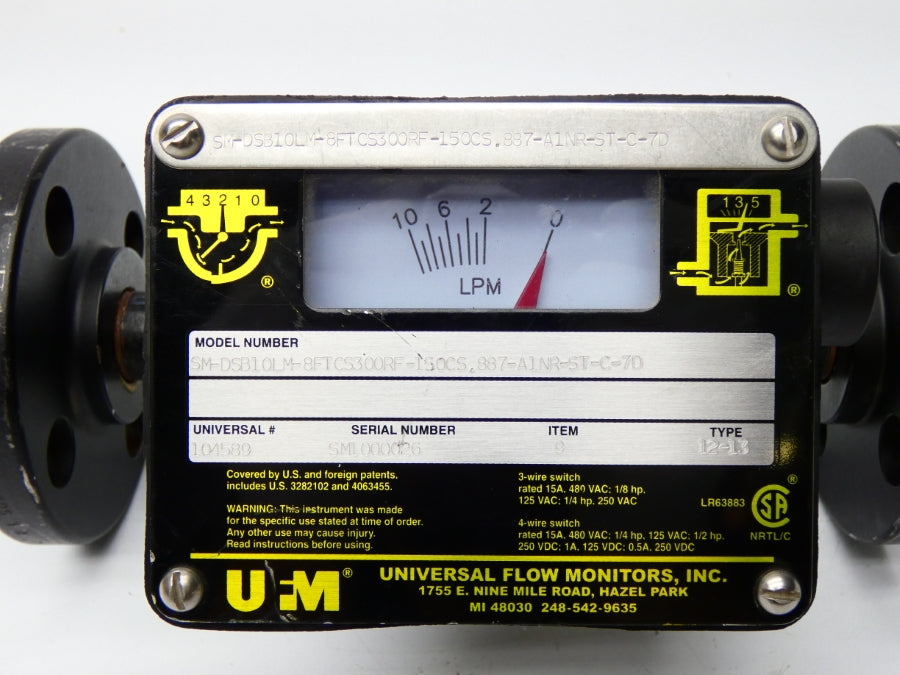 SM-DSB10LM-8FTCS300RF-150CS.887-A1NR-ST-C-7D
4 3 2 1 0
10 6 2 0
LPM
1 3 5
®
®
MODEL NUMBER
SM-DSB10LM-8FTCS300RF-150CS.887-A1NR-ST-C-7D
UNIVERSAL # SERIAL NUMBER ITEM TYPE
104589 SM1000026 9 12-13
Covered by U.S. and foreign patents.
includes U.S. 3282102 and 4063455.
WARNING: This instrument was made
for the specific use stated at time of order.
Any other use may cause injury.
Read instructions before using.
3-wire switch
rated 15A, 480 VAC; 1/8 hp.
125 VAC; 1/4 hp. 250 VAC
4-wire switch
rated 15A, 480 VAC; 1/4 hp. 125 VAC; 1/2 hp.
250 VDC; 1A, 125 VDC; 0.5A, 250 VDC
LR63883 SA ®
NRTL/C
UFM® UNIVERSAL FLOW MONITORS, INC.
1755 E. NINE MILE ROAD, HAZEL PARK
MI 48030 248-542-9635